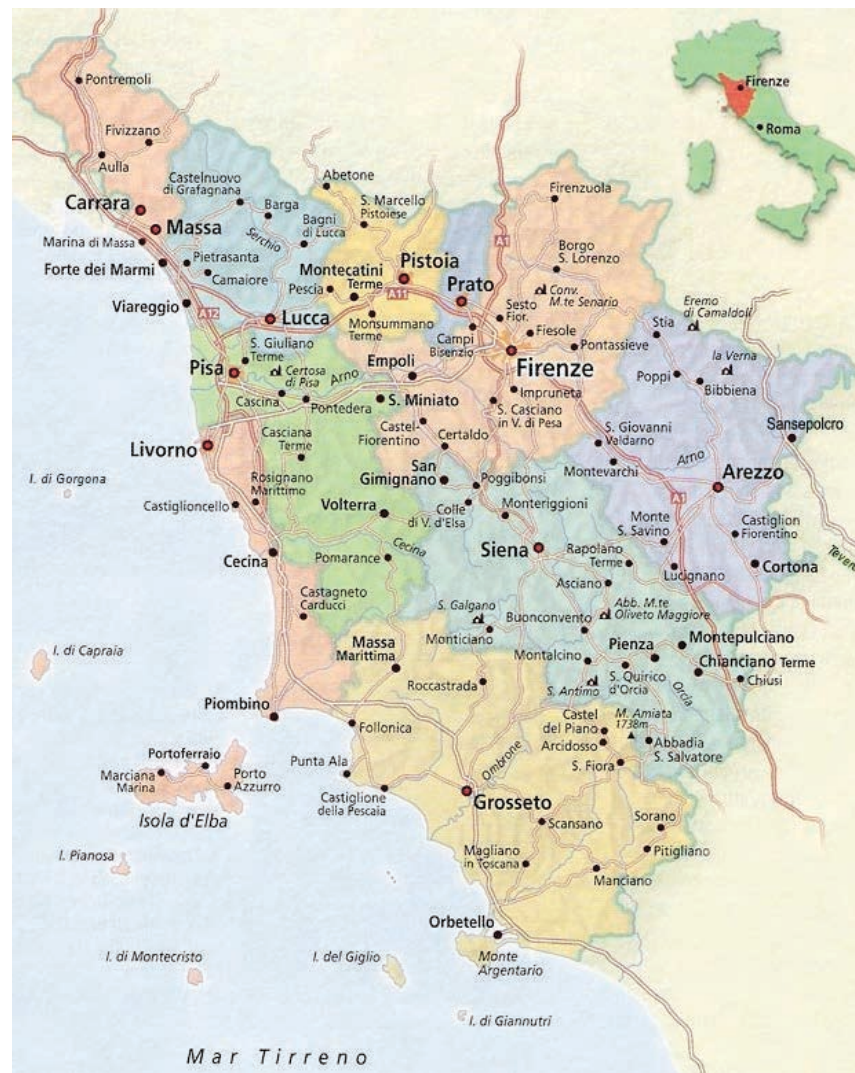 Pontremoli
Firenze
Fivizzano
Roma
Aulla
Abetone
Castelnuovo
di Grafagnana
Firenzuola
S. Marcello
Pistoiese
Carrara
Barga
Massa
Bagni
di Lucca
Serchio
A1
Marina di Massa
Borgo
S. Lorenzo
Pietrasanta
Pistoia
Forte dei Marmi
Montecatini
Terme
Camaiore
Pescia
Prato
Conv.
M.te Senario
A11
Viareggio
A12
Lucca
Monsummano
Terme
Sesto
Fior.
Eremo
di Camaldoli
Stia
Campi
Bisenzio
Fiesole
S. Giuliano
Terme
Pontassieve
la Verna
Pisa
Certosa
di Pisa
Arno
Empoli
Firenze
Poppi
Bibbiena
Cascina
Pontedera
S. Miniato
Impruneta
S. Casciano
in V. di Pesa
Castel-
Fiorentino
Sansepolcro
S. Giovanni
Valdarno
Livorno
Casciana
Terme
Certaldo
Arno
Montevarchi
I. di Gorgona
San
Gimignano
Poggibonsi
Arezzo
Rosignano
Marittimo
A1
Castiglioncello
Volterra
Colle
di V. d'Elsa
Monteriggioni
Monte
S. Savino
Castiglion
Fiorentino
Siena
Cecina
Cecina
Pomarance
Rapolano
Terme
Tevere
Lucignano
Cortona
Asciano
Castagneto
Carducci
S. Galgano
Buonconvento
Abb. M.te
Oliveto Maggiore
Monticiano
Massa
Marittima
Pienza
Montepulciano
I. di Capraia
Montalcino
Chianciano Terme
Roccastrada
S. Antimo
S. Quirico
d'Orcia
Orcia
Chiusi
Piombino
Follonica
Castel
del Piano
M. Amiata
1738m
Arcidosso
Abbadia
S. Salvatore
Portoferraio
Ombrone
Punta Ala
S. Fiora
Marciana
Marina
Porto
Azzurro
Castiglione
della Pescaia
Grosseto
Isola d'Elba
Scansano
Sorano
I. Pianosa
Magliano
in Toscana
Pitigliano
Manciano
Orbetello
I. di Montecristo
I. del Giglio
Monte
Argentario
I. di Giannutri
Mar Tirreno